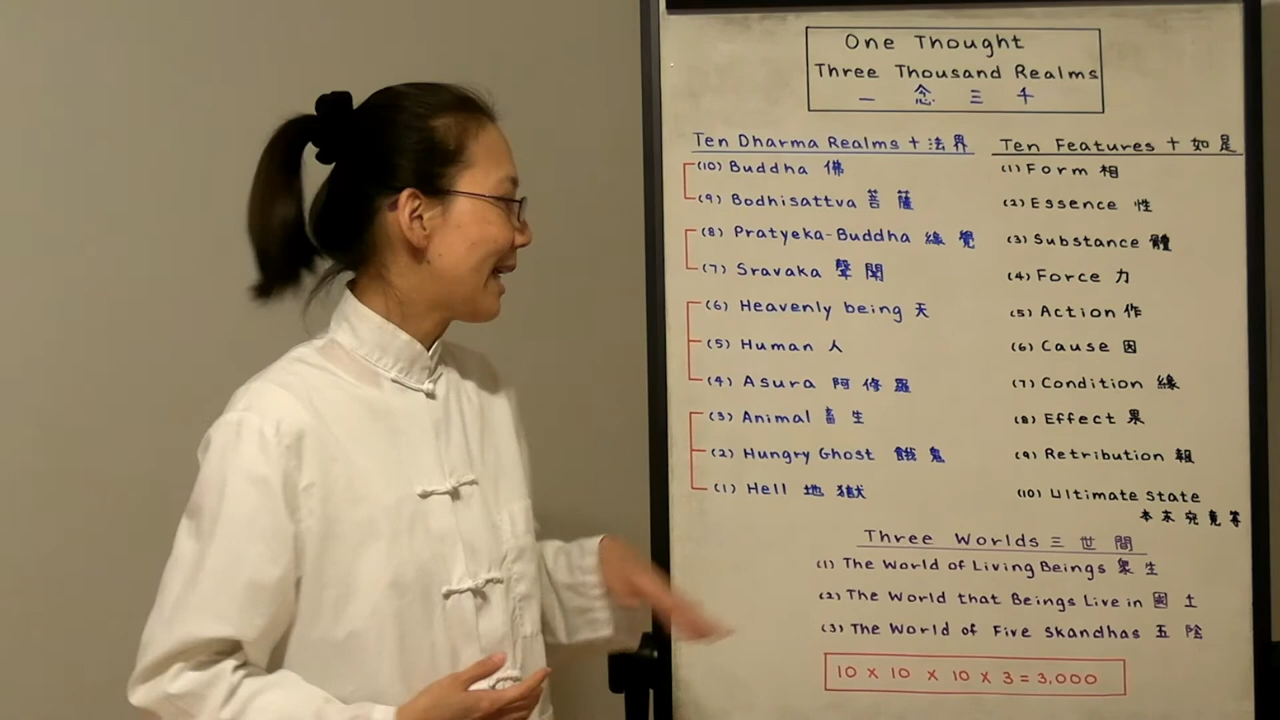 One Thought
Three Thousand Realms
一念三千
Ten Dharma Realms 十法界
(10) Buddha 佛
(9) Bodhisattva 菩薩
(8) Pratyeka-Buddha 緣覺
(7) Sravaka 聲聞
(6) Heavenly being 天
(5) Human 人
(4) Asura 阿修羅
(3) Animal 畜生
(2) Hungry Ghost 餓鬼
(1) Hell 地獄
Ten Features 十如是
(1) Form 相
(2) Essence 性
(3) Substance 體
(4) Force 力
(5) Action 作
(6) Cause 因
(7) Condition 緣
(8) Effect 果
(9) Retribution 報
(10) Ultimate state
本末究竟等
Three Worlds 三世間
(1) The World of Living Beings 眾生
(2) The World that Beings Live in 國土
(3) The World of Five Skandhas 五陰
10 x 10 x 10 x 3 = 3,000